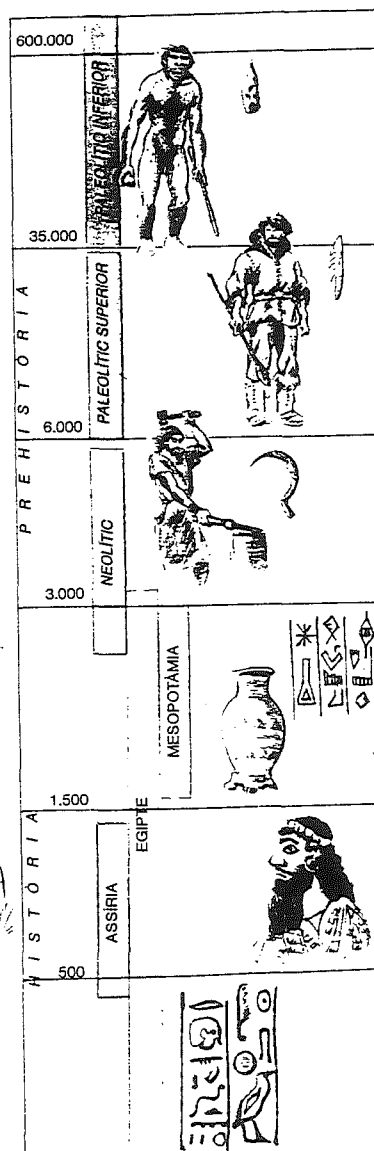 600.000
PALEOLÍTIC INFERIOR
35.000
PREHISTÒRIA
PALEOLÍTIC SUPERIOR
6.000
NEOLÍTIC
3.000
MESOPOTÀMIA
1.500
EGIPTE
HISTÒRIA
ASSÍRIA
500